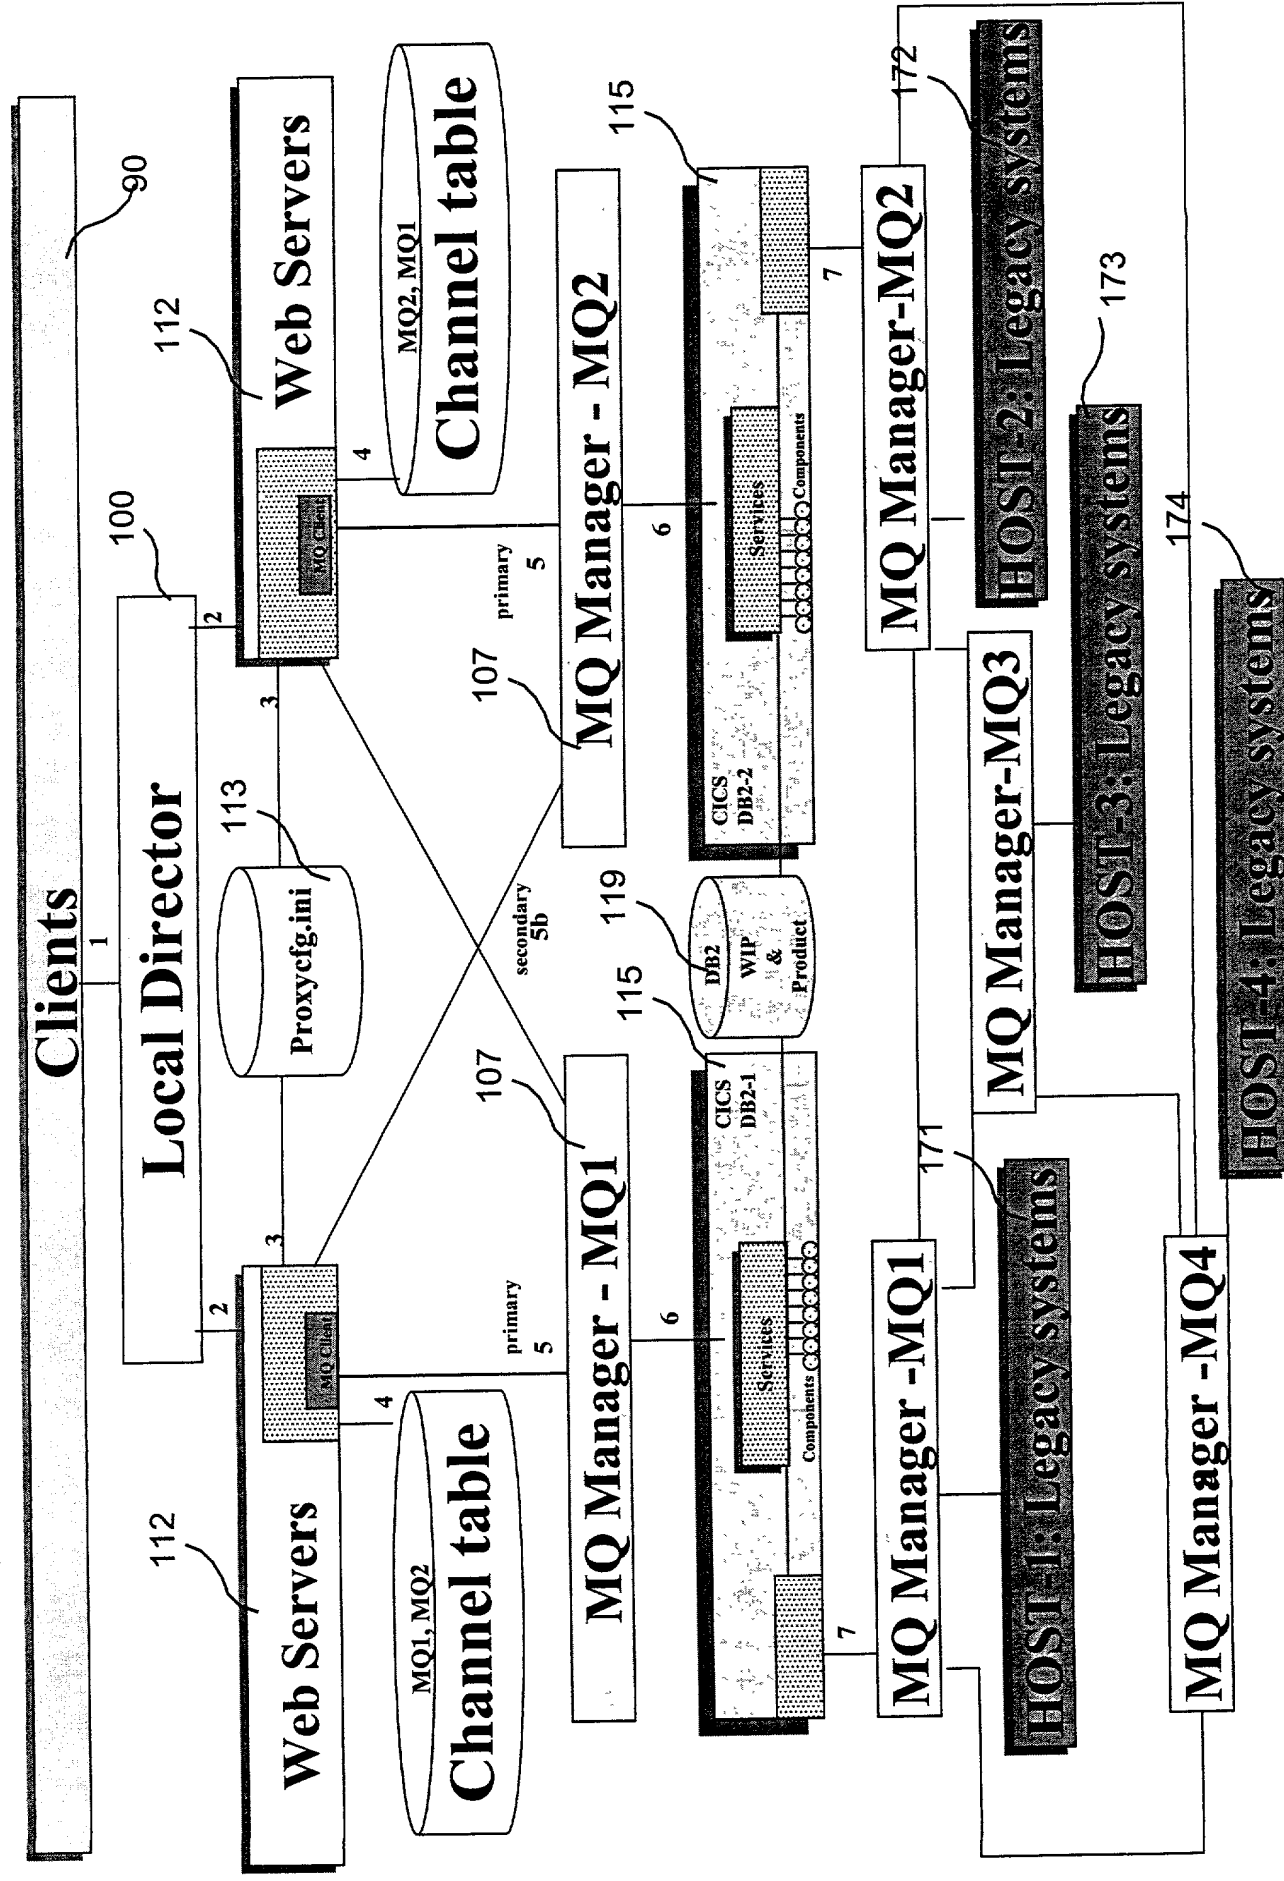 Clients
90
1
Local Director
100
2
2
112
Web Servers
MQ Client
3
Proxycfg.ini
113
3
MQ Client
Web Servers
112
4
MQ1, MQ2
Channel table
4
MQ2, MQ1
Channel table
primary
5
secondary
5b
primary
5
107
MQ Manager - MQ1
107
MQ Manager - MQ2
6
6
115
CICS
DB2-1
Services
Components
119
DB2
WIP
&
Product
115
CICS
DB2-2
Services
Components
7
7
MQ Manager -MQ1
MQ Manager-MQ2
171
HOST-1: Legacy systems
MQ Manager-MQ3
172
HOST-2: Legacy systems
173
HOST-3: Legacy systems
MQ Manager -MQ4
174
HOST-4: Legacy systems